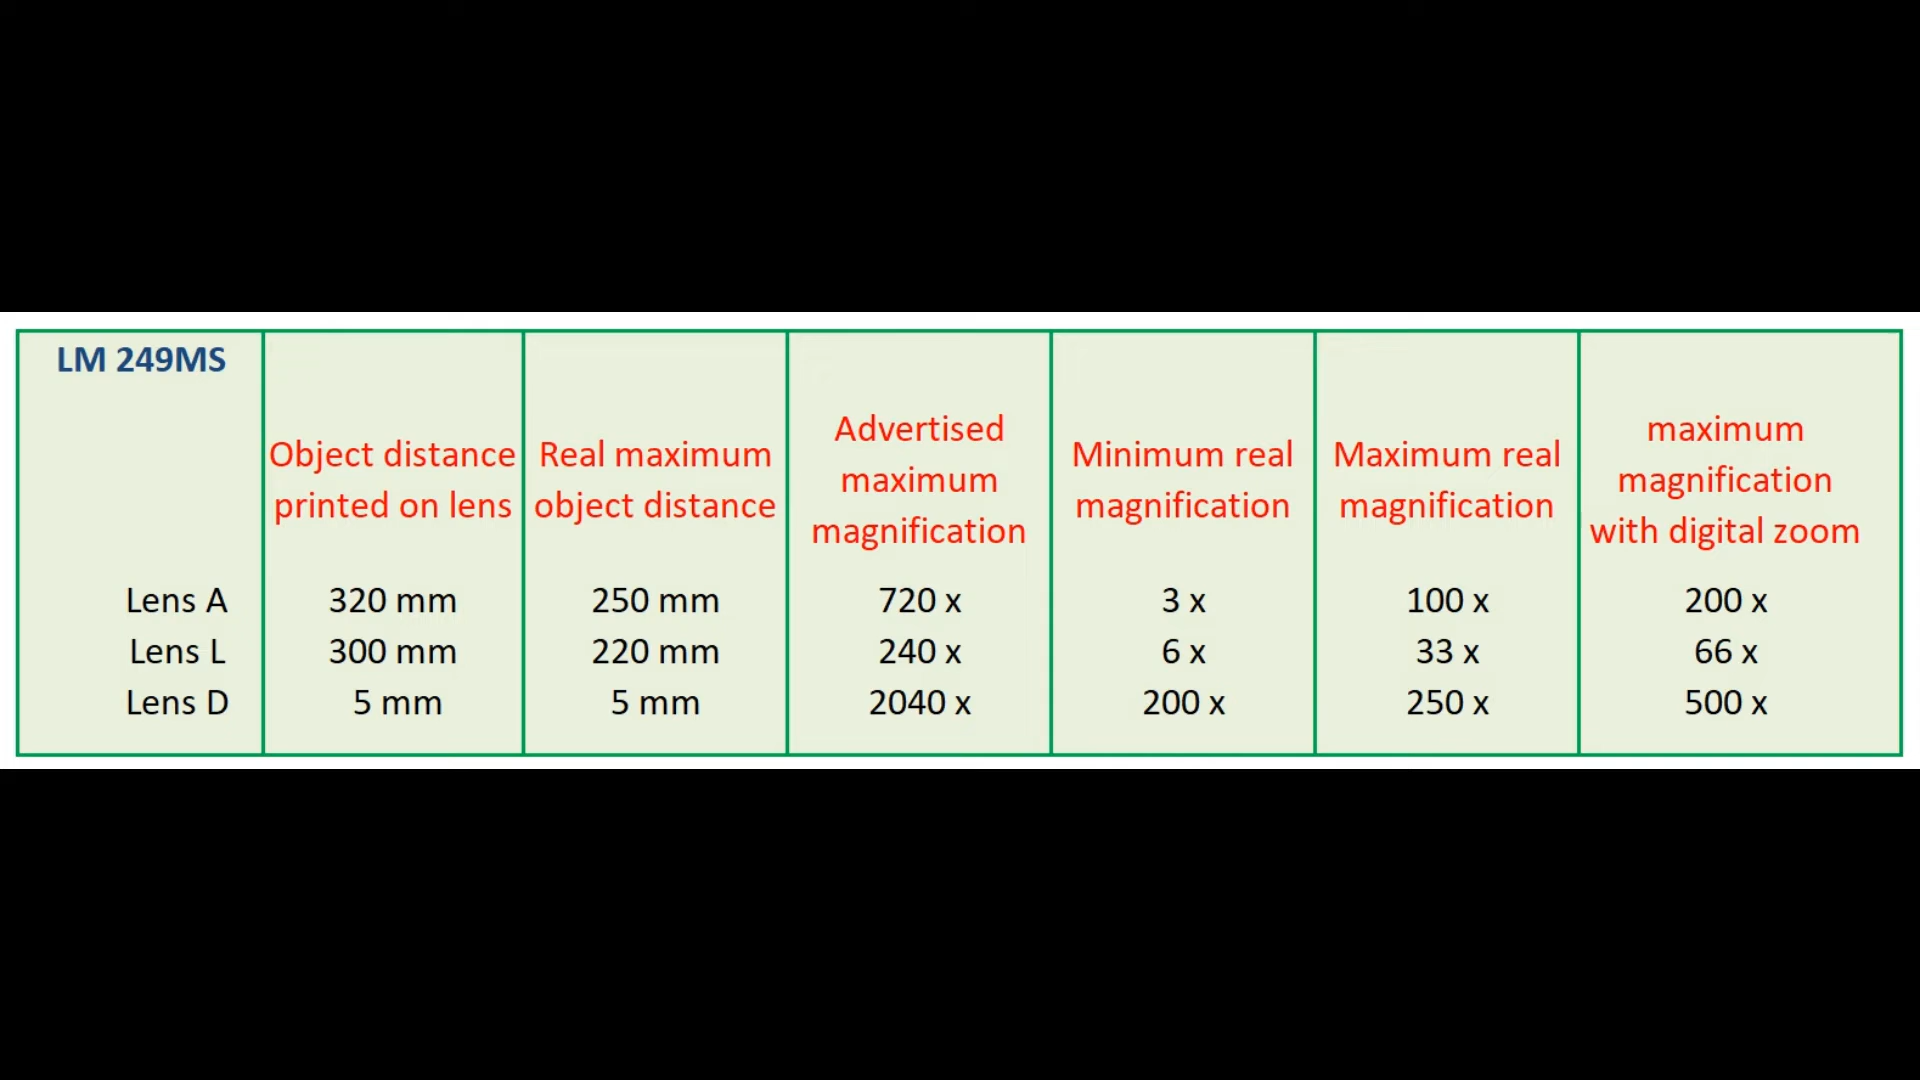 LM 249MS
Object distance printed on lens
Real maximum object distance
Advertised maximum magnification
Minimum real magnification
Maximum real magnification
maximum magnification with digital zoom
Lens A 320 mm 250 mm 720 x 3 x 100 x 200 x
Lens L 300 mm 220 mm 240 x 6 x 33 x 66 x
Lens D 5 mm 5 mm 2040 x 200 x 250 x 500 x